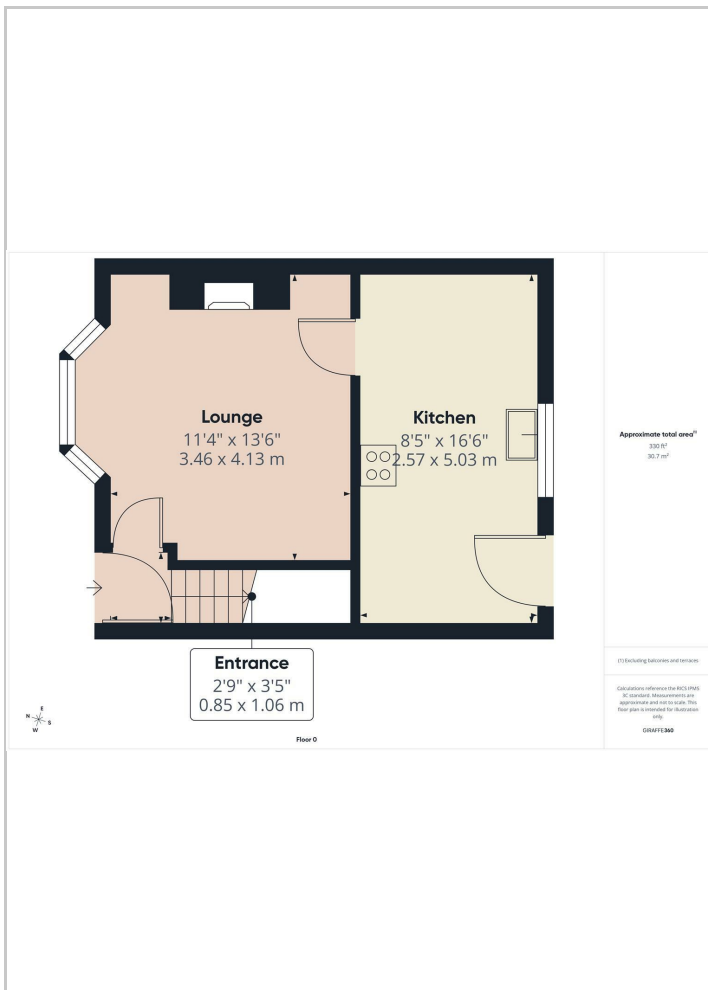 Lounge
11'4" x 13'6"
3.46 x 4.13 m
Kitchen
8'5" x 16'6"
2.57 x 5.03 m
Entrance
2'9" x 3'5"
0.85 x 1.06 m
Floor 0
N
E
S
W
Approximate total area(1)
330 ft²
30.7 m²
(1) Excluding balconies and terraces
Calculations reference the RICS IPMS
3C standard. Measurements are
approximate and not to scale. This
floor plan is intended for illustration
only.
GIRAFFE360